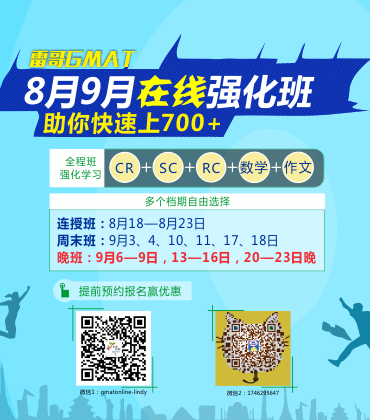 雷哥GMAT
8月9月在线强化班
助你快速上700+
全程班
强化学习
CR+SC+RC+数学+作文
多个档期自由选择
连授班：8月18—8月23日
周末班：9月3、4、10、11、17、18日
晚班：9月6—9日，13—16日，20—23日晚
提前预约报名赢优惠
微信1：gmatonline-lindy
微信2：1746295647